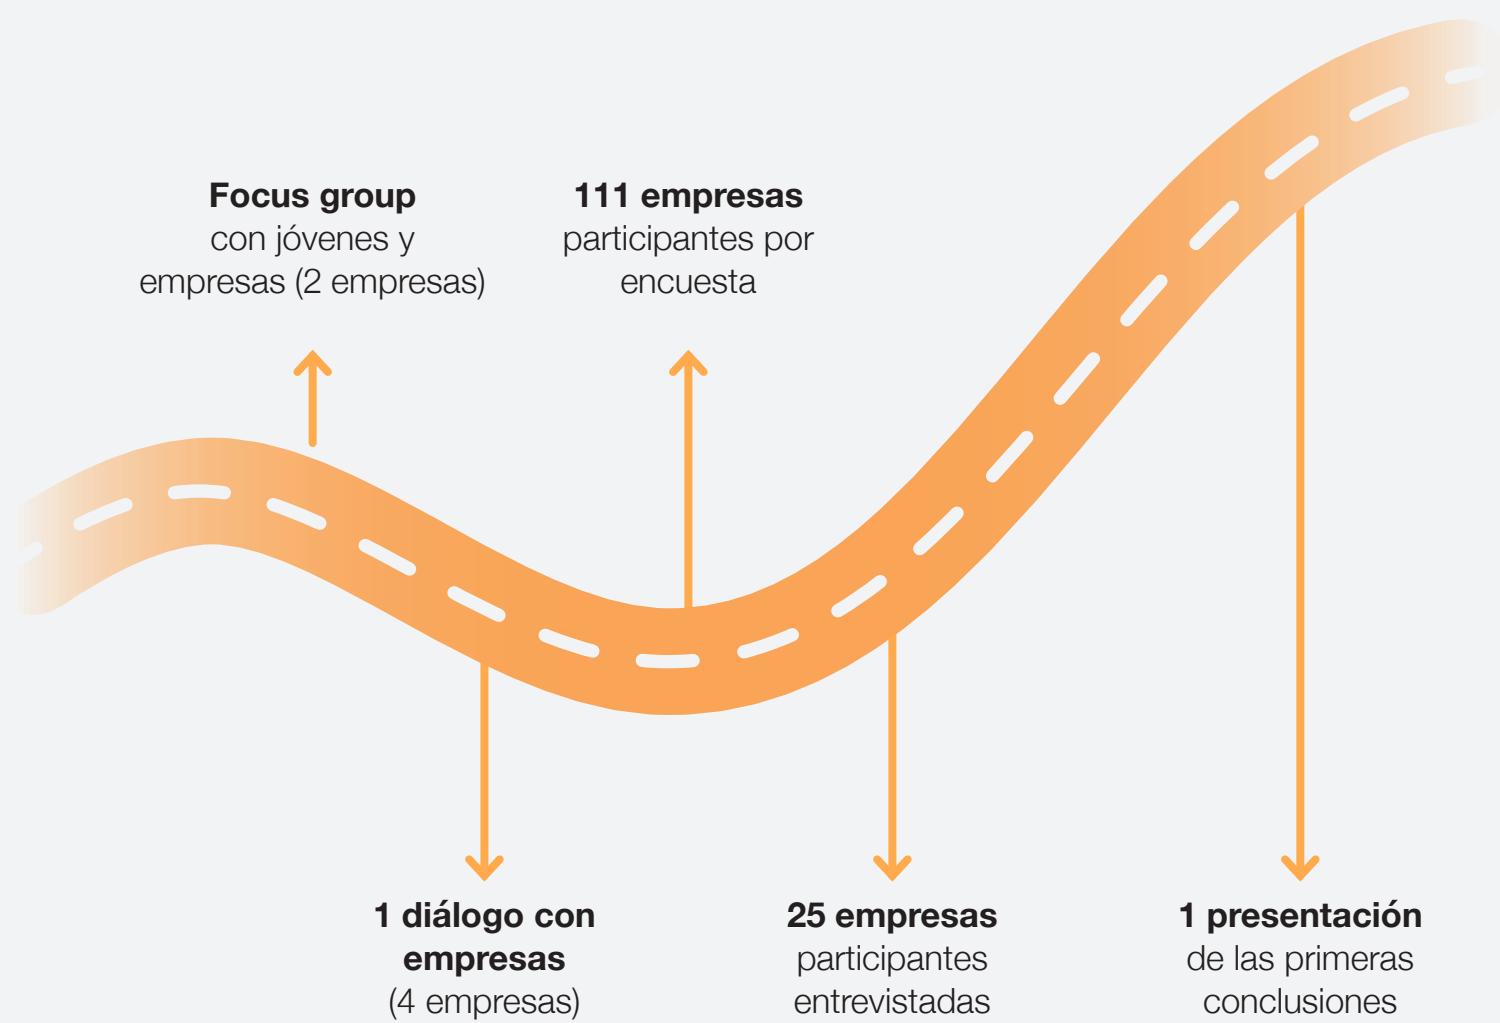 Focus group
con jóvenes y
empresas (2 empresas)
111 empresas
participantes por
encuesta
1 diálogo con
empresas
(4 empresas)
25 empresas
participantes
entrevistadas
1 presentación
de las primeras
conclusiones